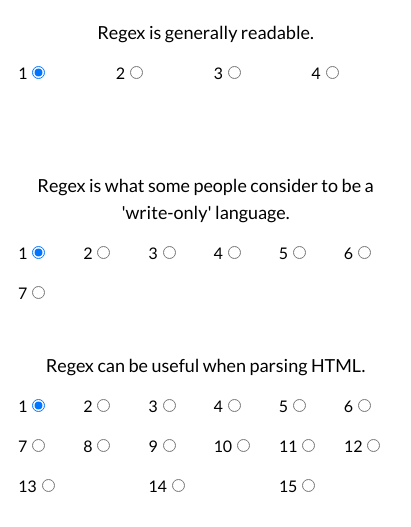 Regex is generally readable.
1 2 3 4
Regex is what some people consider to be a
'write-only' language.
1 2 3 4 5 6
7
Regex can be useful when parsing HTML.
1 2 3 4 5 6
7 8 9 10 11 12
13 14 15